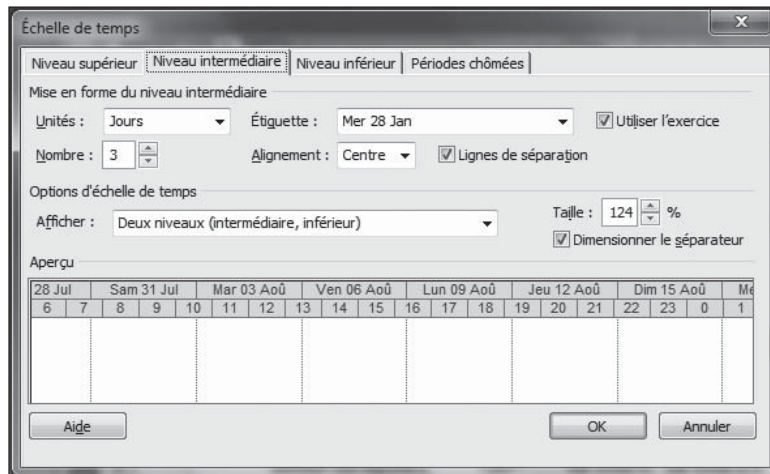 Échelle de temps
Niveau supérieur Niveau intermédiaire Niveau inférieur Périodes chômées
Mise en forme du niveau intermédiaire
Unités : Jours Étiquette : Mer 28 Jan Utiliser l'exercice
Nombre : 3 Alignement : Centre Lignes de séparation
Options d'échelle de temps
Afficher : Deux niveaux (intermédiaire, inférieur) Taille : 124 %
Dimensionner le séparateur
Aperçu
28 Jul Sam 31 Jul Mar 03 Aoû Ven 06 Aoû Lun 09 Aoû Jeu 12 Aoû Dim 15 Aoû Me
6 7 8 9 10 11 12 13 14 15 16 17 18 19 20 21 22 23 0 1
Aide OK Annuler